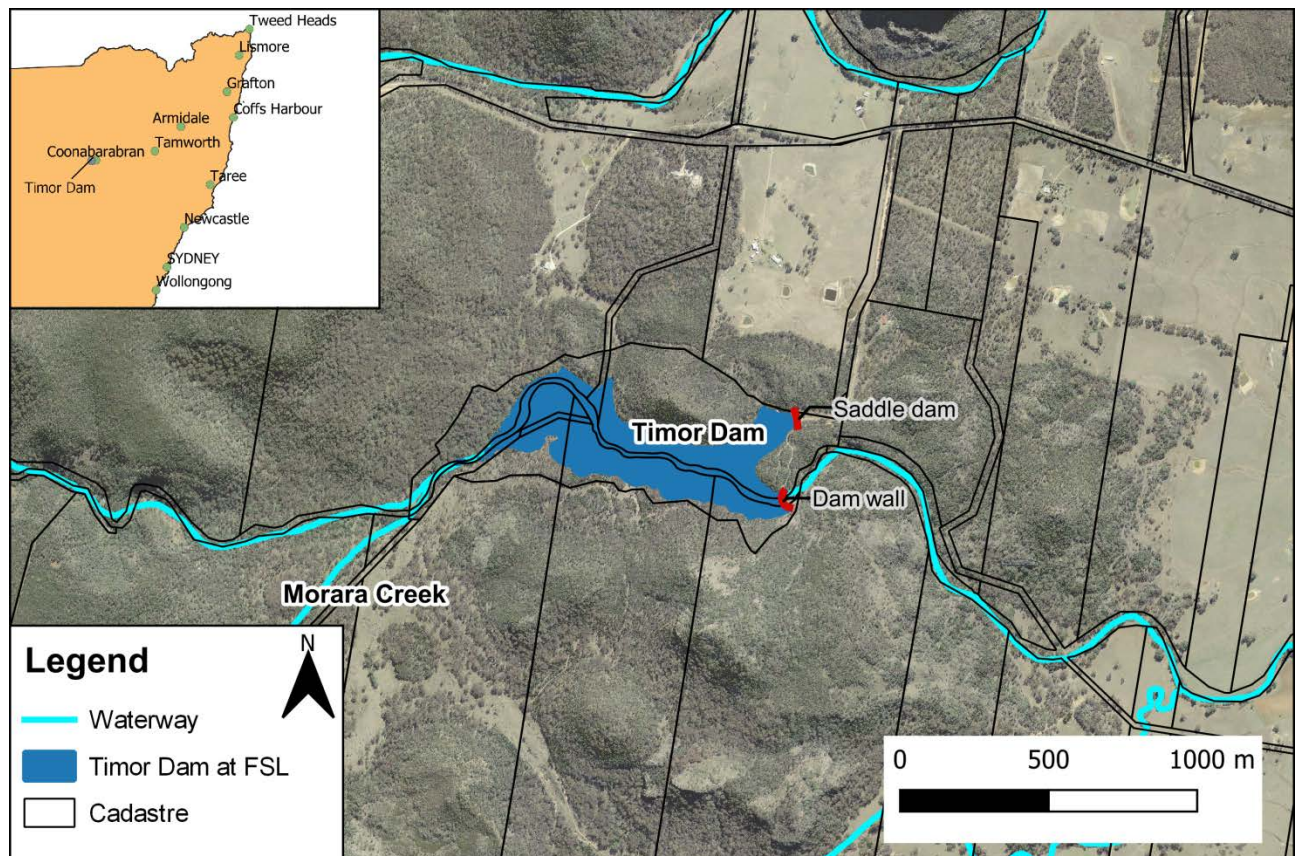 Tweed Heads
Lismore
Grafton
Coffs Harbour
Armidale
Tamworth
Coonabarabran
Timor Dam
Taree
Newcastle
SYDNEY
Wollongong
Saddle dam
Timor Dam
Dam wall
Morara Creek
Legend
N
Waterway
Timor Dam at FSL
Cadastre
0 500 1000 m